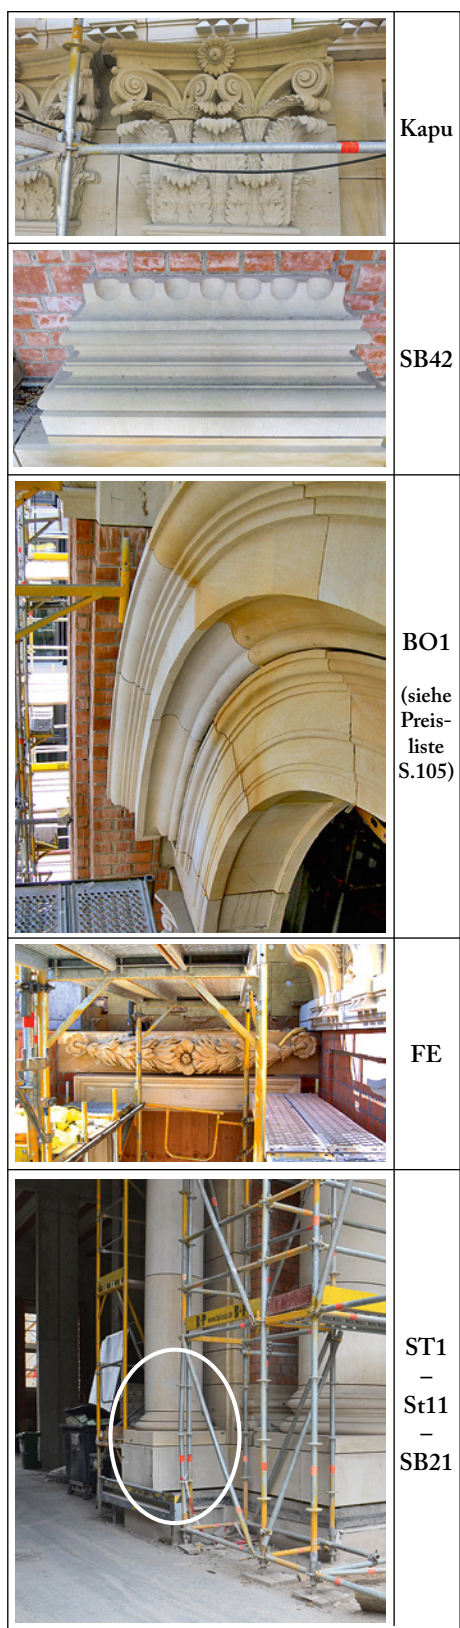 Kapu
SB42
BO1
(siehe
Preis-
liste
S.105)
FE
ST1
–
St11
–
SB21